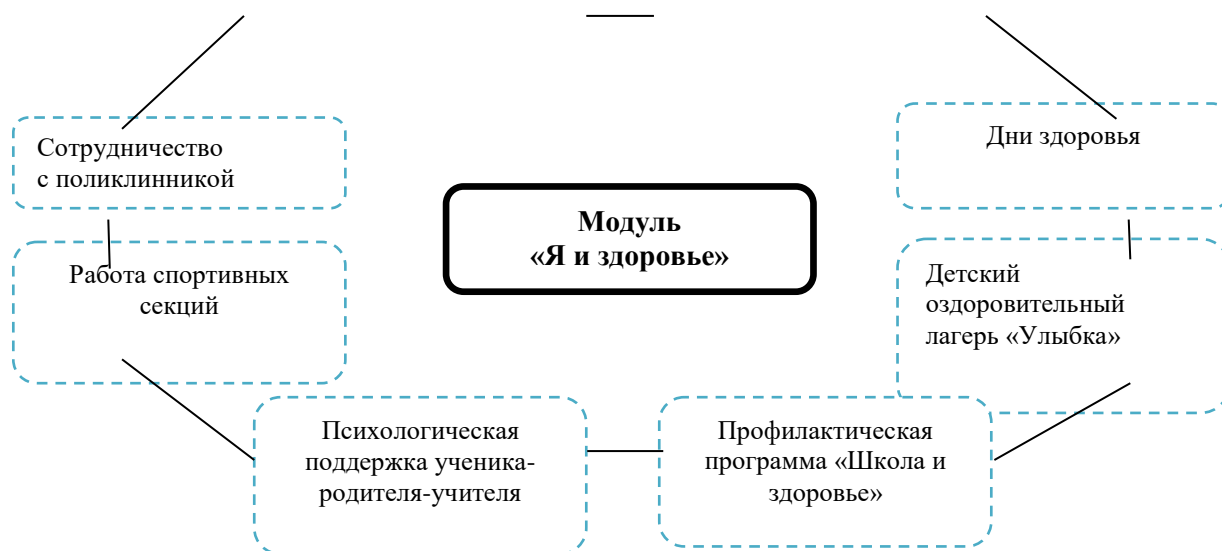 Сотрудничество
с поликлинникой
Дни здоровья
Модуль
«Я и здоровье»
Работа спортивных
секций
Детский
оздоровительный
лагерь «Улыбка»
Психологическая
поддержка ученика-
родителя-учителя
Профилактическая
программа «Школа и
здоровье»